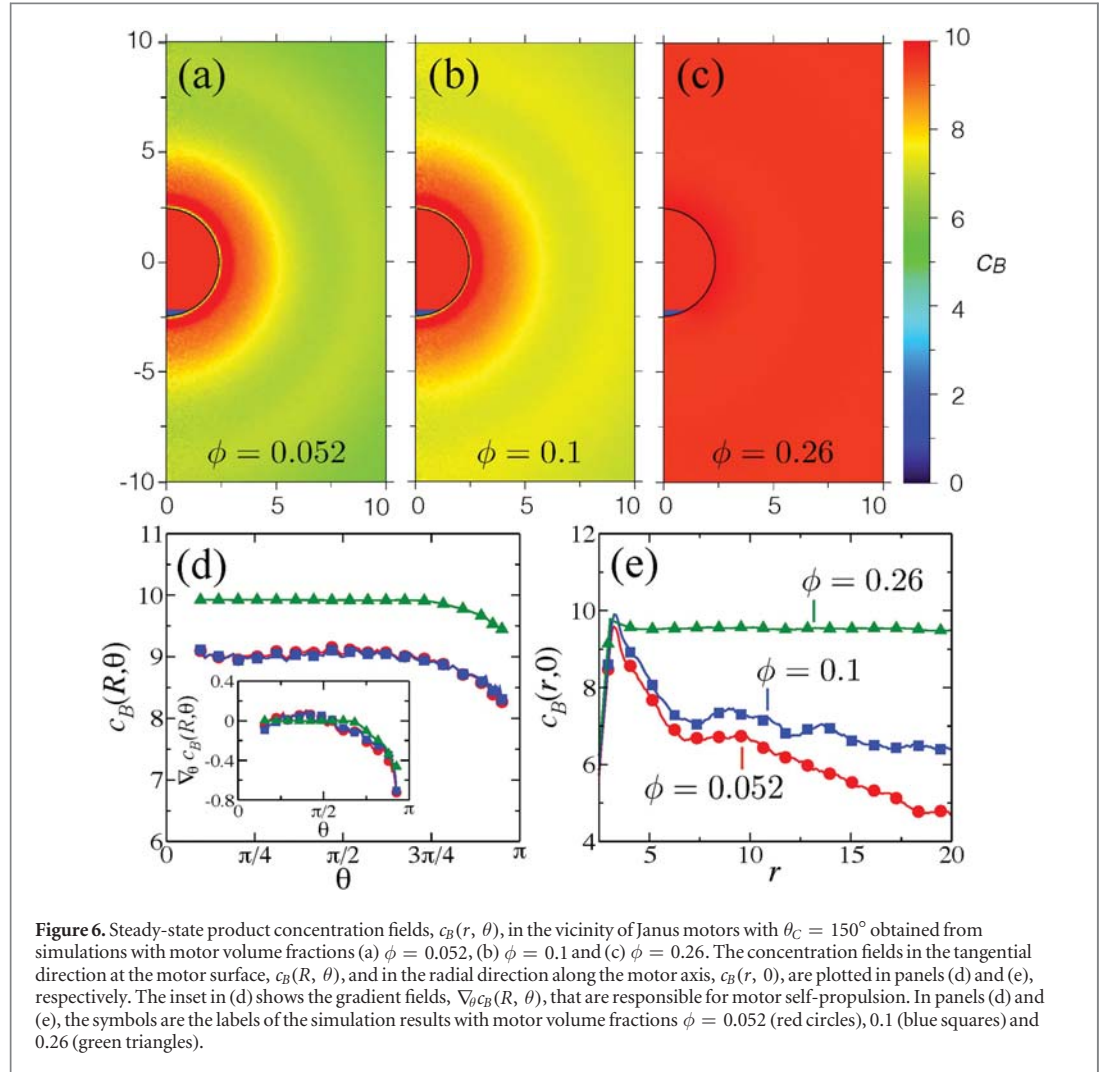 10
5
0
-5
-10
(a)
ϕ = 0.052
0 5 10
(b)
ϕ = 0.1
0 5 10
(c)
ϕ = 0.26
0 5 10
10
8
6
4
2
0
C_B
11
10
9
8
7
6
c_B(R,θ)
(d)
0.4
0
-0.4
-0.8
∇_θ c_B(R,θ)
0 π/2 π
θ
0 π/4 π/2 3π/4 π
θ
12
10
8
6
4
c_B(r,0)
(e)
ϕ = 0.26
ϕ = 0.1
ϕ = 0.052
5 10 15 20
r
Figure 6. Steady-state product concentration fields, c_B(r, θ), in the vicinity of Janus motors with θ_C = 150° obtained from
simulations with motor volume fractions (a) ϕ = 0.052, (b) ϕ = 0.1 and (c) ϕ = 0.26. The concentration fields in the tangential
direction at the motor surface, c_B(R, θ), and in the radial direction along the motor axis, c_B(r, 0), are plotted in panels (d) and (e),
respectively. The inset in (d) shows the gradient fields, ∇_θ c_B(R, θ), that are responsible for motor self-propulsion. In panels (d) and
(e), the symbols are the labels of the simulation results with motor volume fractions ϕ = 0.052 (red circles), 0.1 (blue squares) and
0.26 (green triangles).